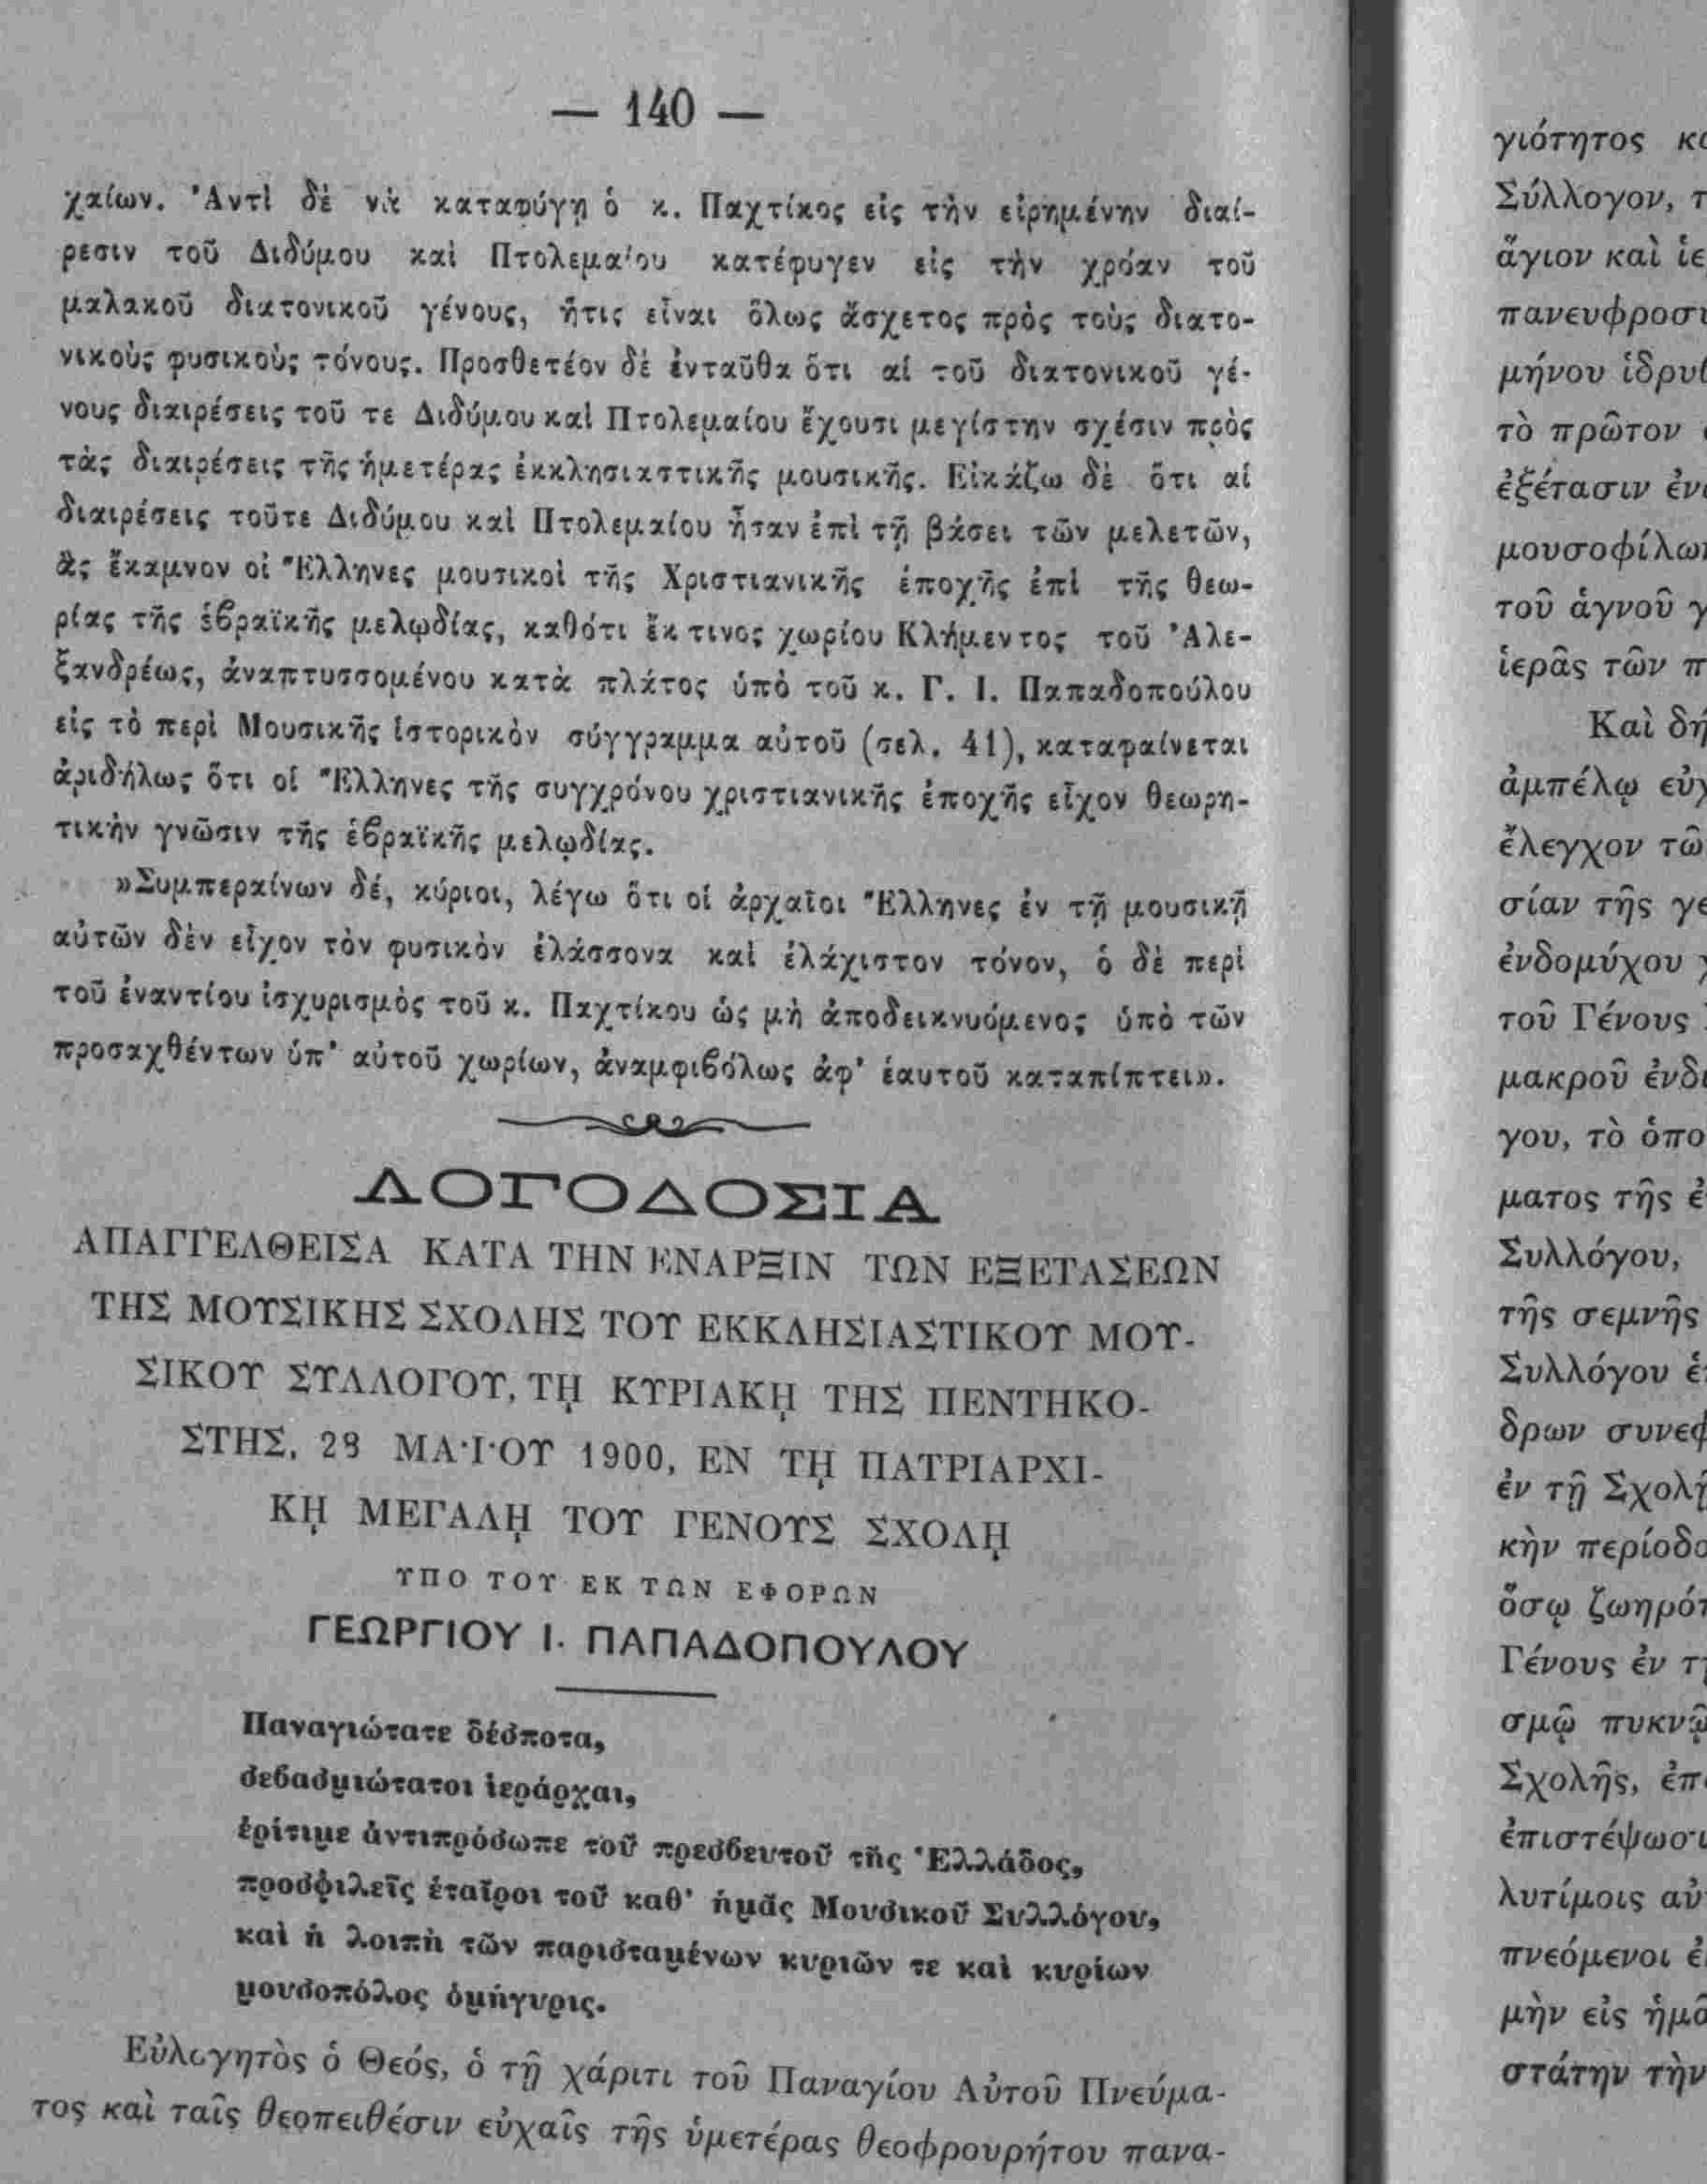 — 140 —
χαίων. Ἀντὶ δὲ νὰ καταφύγῃ ὁ κ. Παχτίκος εἰς τὴν εἰρημένην διαί-
ρεσιν τοῦ Διδύμου καὶ Πτολεμαίου κατέφυγεν εἰς τὴν χρόαν τοῦ
μαλακοῦ διατονικοῦ γένους, ἥτις εἶναι ὅλως ἄσχετος πρὸς τοὺς διατο-
νικοὺς φυσικοὺς τόνους. Προσθετέον δὲ ἐνταῦθα ὅτι αἱ τοῦ διατονικοῦ γέ-
νους διαιρέσεις τοῦ τε Διδύμου καὶ Πτολεμαίου ἔχουσι μεγίστην σχέσιν πρὸς
τὰς διαιρέσεις τῆς ἡμετέρας ἐκκλησιαστικῆς μουσικῆς. Εἰκάζω δὲ ὅτι αἱ
διαιρέσεις τοῦτε Διδύμου καὶ Πτολεμαίου ἦσαν ἐπὶ τῇ βάσει τῶν μελετῶν,
ἃς ἔκαμνον οἱ Ἕλληνες μουσικοὶ τῆς Χριστιανικῆς ἐποχῆς ἐπὶ τῆς θεω-
ρίας τῆς ἑβραϊκῆς μελῳδίας, καθότι ἔκ τινος χωρίου Κλήμεντος τοῦ Ἀλε-
ξανδρέως, ἀναπτυσσομένου κατὰ πλάτος ὑπὸ τοῦ κ. Γ. Ι. Παπαδοπούλου
εἰς τὸ περὶ Μουσικῆς ἱστορικὸν σύγγραμμα αὐτοῦ (σελ. 41), καταφαίνεται
ἀριδήλως ὅτι οἱ Ἕλληνες τῆς συγχρόνου χριστιανικῆς ἐποχῆς εἶχον θεωρη-
τικὴν γνῶσιν τῆς ἑβραϊκῆς μελῳδίας.
»Συμπεραίνων δέ, κύριοι, λέγω ὅτι οἱ ἀρχαῖοι Ἕλληνες ἐν τῇ μουσικῇ
αὐτῶν δὲν εἶχον τὸν φυσικὸν ἐλάσσονα καὶ ἐλάχιστον τόνον, ὁ δὲ περὶ
τοῦ ἐναντίου ἰσχυρισμὸς τοῦ κ. Παχτίκου ὡς μὴ ἀποδεικνυόμενος ὑπὸ τῶν
προσαχθέντων ὑπ' αὐτοῦ χωρίων, ἀναμφιβόλως ἀφ' ἑαυτοῦ καταπίπτει».
ΛΟΓΟΔΟΣΙΑ
ΑΠΑΓΓΕΛΘΕΙΣΑ ΚΑΤΑ ΤΗΝ ΕΝΑΡΞΙΝ ΤΩΝ ΕΞΕΤΑΣΕΩΝ
ΤΗΣ ΜΟΥΣΙΚΗΣ ΣΧΟΛΗΣ ΤΟΥ ΕΚΚΛΗΣΙΑΣΤΙΚΟΥ ΜΟΥ-
ΣΙΚΟΥ ΣΥΛΛΟΓΟΥ, Τῌ ΚΥΡΙΑΚῌ ΤΗΣ ΠΕΝΤΗΚΟ-
ΣΤΗΣ, 28 ΜΑ·Ι·ΟΥ 1900, ΕΝ Τῌ ΠΑΤΡΙΑΡΧΙ-
Κῌ ΜΕΓΑΛῌ ΤΟΥ ΓΕΝΟΥΣ ΣΧΟΛῌ
ΥΠΟ ΤΟΥ ΕΚ ΤΩΝ ΕΦΟΡΩΝ
ΓΕΩΡΓΙΟΥ Ι. ΠΑΠΑΔΟΠΟΥΛΟΥ
Παναγιώτατε δέσποτα,
σεβασμιώτατοι ἱεράρχαι,
ἐρίτιμε ἀντιπρόσωπε τοῦ πρεσβευτοῦ τῆς Ἑλλάδος,
προσφιλεῖς ἑταῖροι τοῦ καθ' ἡμᾶς Μουσικοῦ Συλλόγου,
καὶ ἡ λοιπὴ τῶν παρισταμένων κυριῶν τε καὶ κυρίων
μουσοπόλος ὁμήγυρις.
Εὐλογητὸς ὁ Θεός, ὁ τῇ χάριτι τοῦ Παναγίου Αὐτοῦ Πνεύμα-
τος καὶ ταῖς θεοπειθέσιν εὐχαῖς τῆς ὑμετέρας θεοφρουρήτου πανα-
γιότητος
Σύλλογον,
ἅγιον καὶ
πανευφροσ
μήνου ἱδρυ
τὸ πρῶτον
ἐξέτασιν
μουσοφίλω
τοῦ ἁγνοῦ
ἱερᾶς τῶν
Καὶ δὴ
ἀμπέλῳ
ἔλεγχον τῶ
σίαν τῆς
ἐνδομύχου
τοῦ Γένους
μακροῦ
γου, τὸ
ματος τῆς
Συλλόγου,
τῆς σεμνῆς
Συλλόγου
δρων
ἐν τῇ
κὴν
ὅσῳ
Γένους ἐν
σμῷ
Σχολῆς,
ἐπιστέψωσι
λυτίμοις
πνεόμενοι
μὴν εἰς
στάτην τὴν